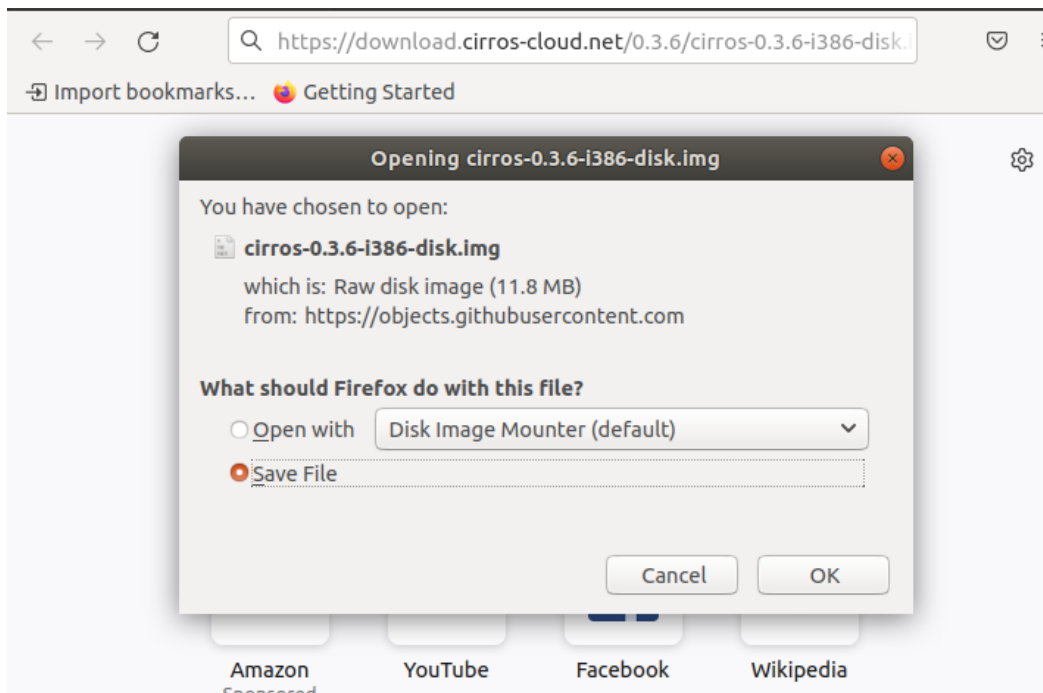 https://download.cirros-cloud.net/0.3.6/cirros-0.3.6-i386-disk.i
Import bookmarks... Getting Started
Opening cirros-0.3.6-i386-disk.img
You have chosen to open:
cirros-0.3.6-i386-disk.img
which is: Raw disk image (11.8 MB)
from: https://objects.githubusercontent.com
What should Firefox do with this file?
Open with Disk Image Mounter (default)
Save File
Cancel OK
Amazon YouTube Facebook Wikipedia
Sponsored